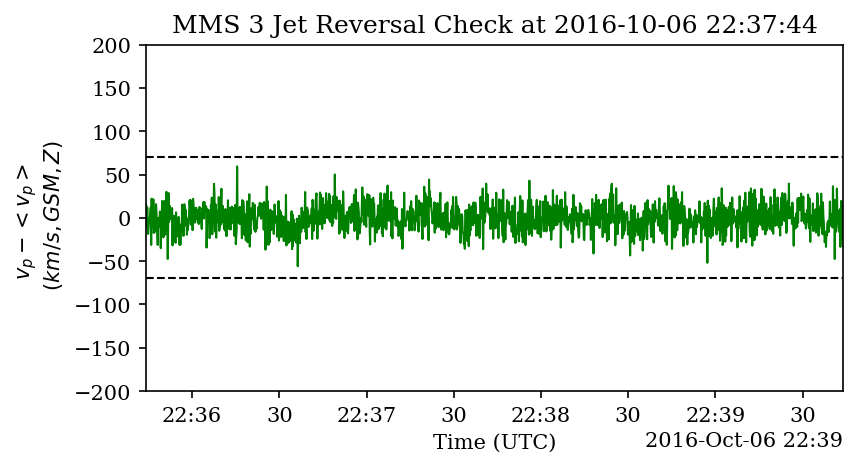 MMS 3 Jet Reversal Check at 2016-10-06 22:37:44
v_p − < v_p >
(km/s, GSM, Z)
200
150
100
50
0
−50
−100
−150
−200
22:36 30 22:37 30 22:38 30 22:39 30
Time (UTC)
2016-Oct-06 22:39